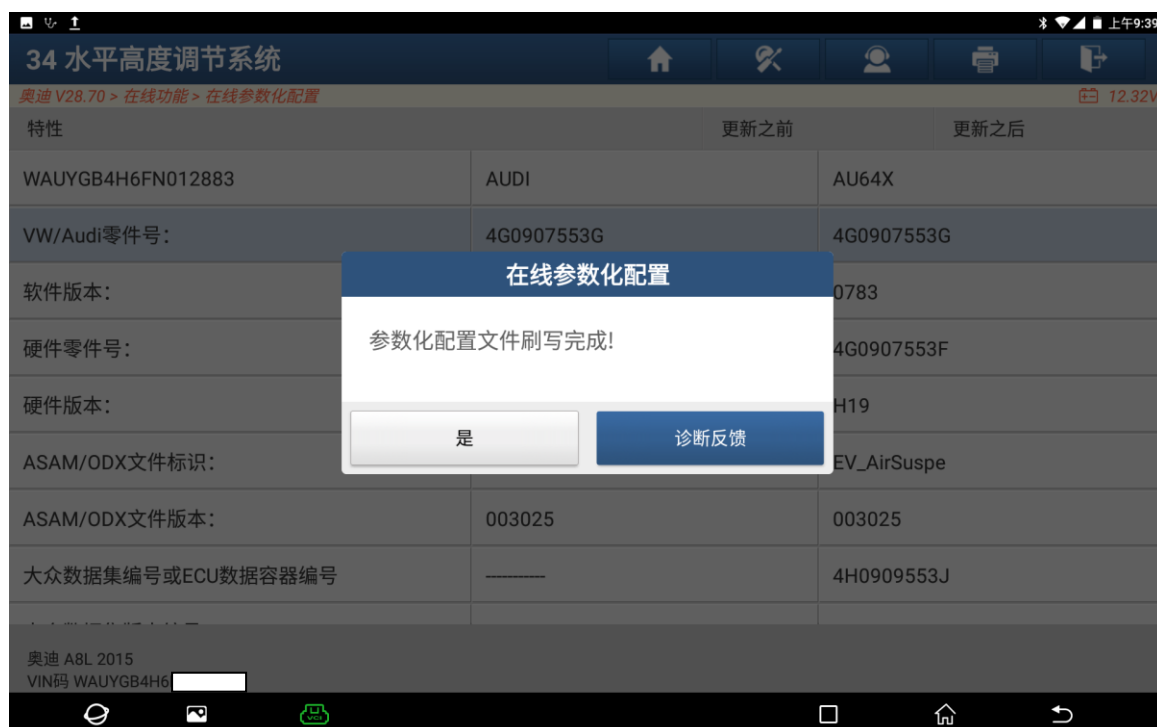 上午9:39
34 水平高度调节系统
奥迪 V28.70 > 在线功能 > 在线参数化配置
12.32V
特性 更新之前 更新之后
WAUYGB4H6FN012883 AUDI AU64X
VW/Audi零件号： 4G0907553G 4G0907553G
在线参数化配置
软件版本： 0783
参数化配置文件刷写完成!
硬件零件号： 4G0907553F
硬件版本： H19
是 诊断反馈
ASAM/ODX文件标识： EV_AirSuspe
ASAM/ODX文件版本： 003025 003025
大众数据集编号或ECU数据容器编号 ----------- 4H0909553J
奥迪 A8L 2015
VIN码 WAUYGB4H6
VCI